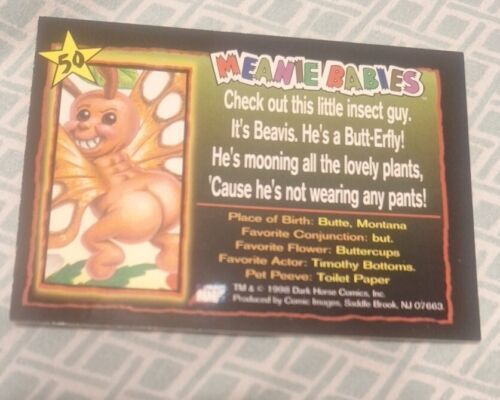 50
MEANIE BABIES
Check out this little insect guy.
It's Beavis. He's a Butt-Erfly!
He's mooning all the lovely plants,
'Cause he's not wearing any pants!
Place of Birth: Butte, Montana
Favorite Conjunction: but.
Favorite Flower: Buttercups
Favorite Actor: Timothy Bottoms.
Pet Peeve: Toilet Paper
TM & © 1998 Dark Horse Comics, Inc.
Produced by Comic Images, Saddle Brook, NJ 07663